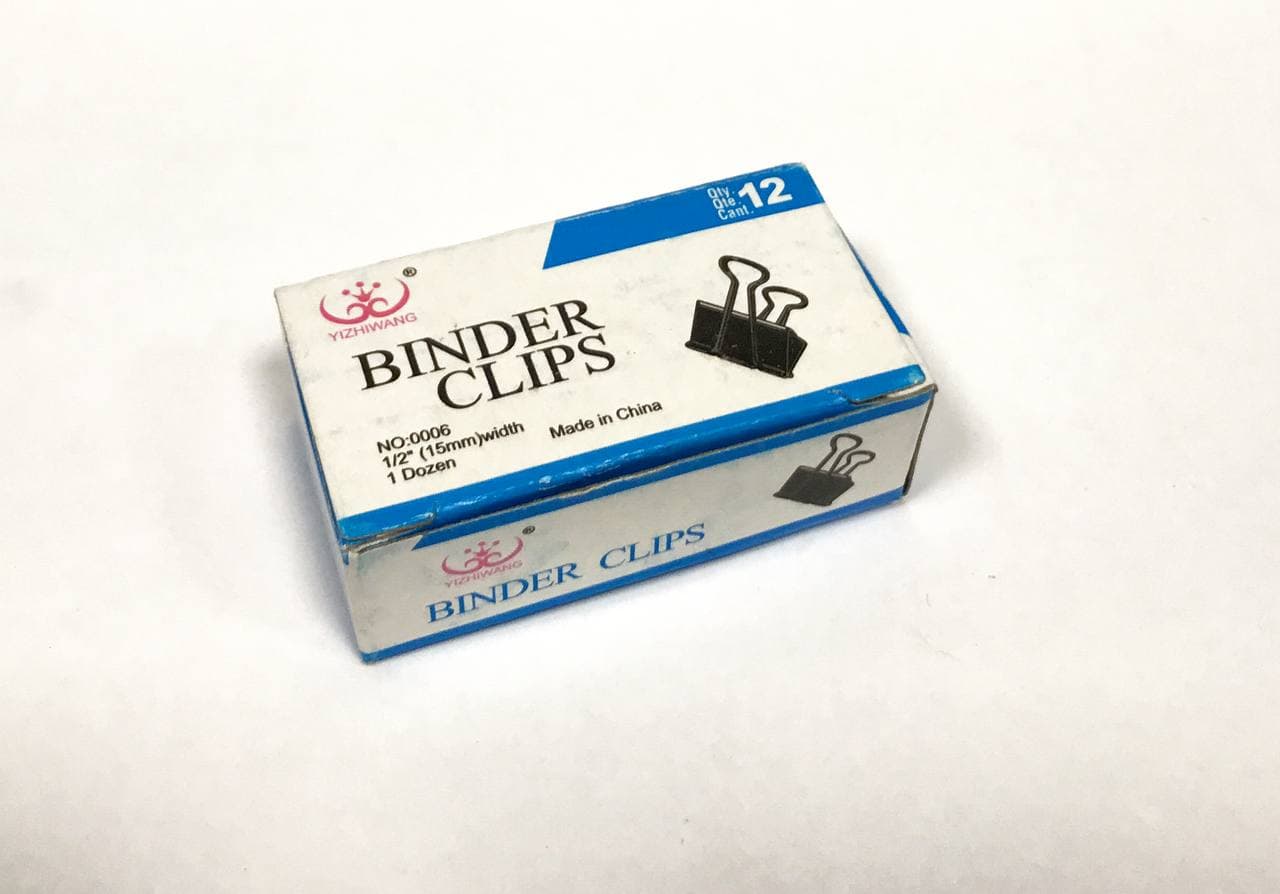 Qty.
Qte.
Cant.
12
®
YIZHIWANG
BINDER
CLIPS
NO:0006
1/2" (15mm)width
1 Dozen
Made in China
®
YIZHIWANG
BINDER CLIPS